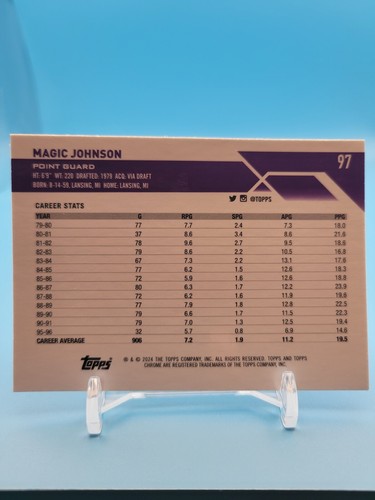 MAGIC JOHNSON
97
POINT GUARD
HT: 6'9" WT: 220 DRAFTED: 1979 ACQ: VIA DRAFT
BORN: 8-14-59, LANSING, MI HOME: LANSING, MI
@TOPPS
CAREER STATS
YEAR G RPG SPG APG PPG
79-80 77 7.7 2.4 7.3 18.0
80-81 37 8.6 3.4 8.6 21.6
81-82 78 9.6 2.7 9.5 18.6
82-83 79 8.6 2.2 10.5 16.8
83-84 67 7.3 2.2 13.1 17.6
84-85 77 6.2 1.5 12.6 18.3
85-86 72 5.9 1.6 12.6 18.8
86-87 80 6.3 1.7 12.2 23.9
87-88 72 6.2 1.6 11.9 19.6
88-89 77 7.9 1.8 12.8 22.5
89-90 79 6.6 1.7 11.5 22.3
90-91 79 7.0 1.3 12.5 19.4
95-96 32 5.7 0.8 6.9 14.6
CAREER AVERAGE 906 7.2 1.9 11.2 19.5
Topps
® & © 2024 THE TOPPS COMPANY, INC. ALL RIGHTS RESERVED. TOPPS AND TOPPS
CHROME ARE REGISTERED TRADEMARKS OF THE TOPPS COMPANY, INC.